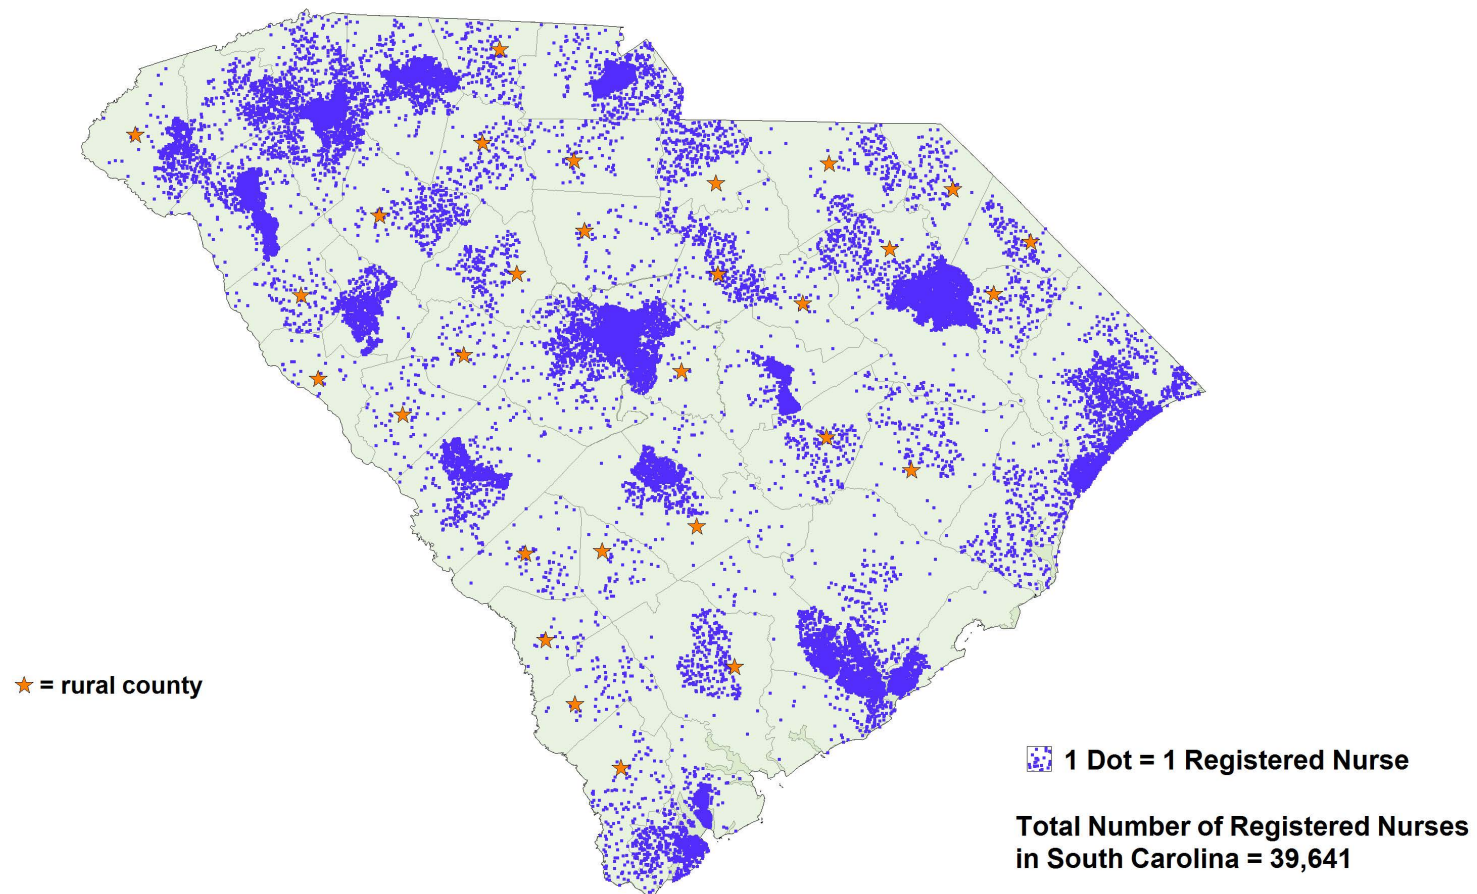 = rural county
1 Dot = 1 Registered Nurse
Total Number of Registered Nurses
in South Carolina = 39,641